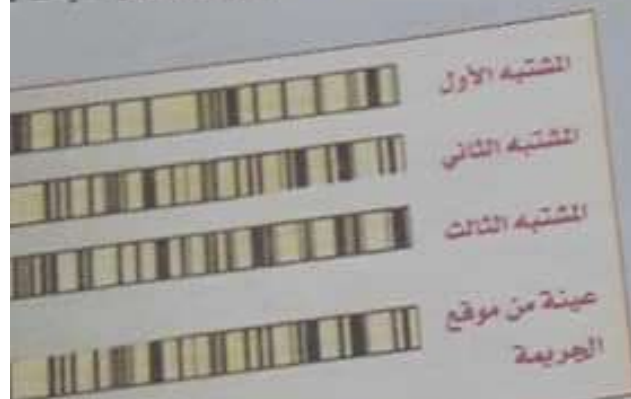 المشتبه الأول
المشتبه الثاني
المشتبه الثالث
عينة من موقع
الجريمة